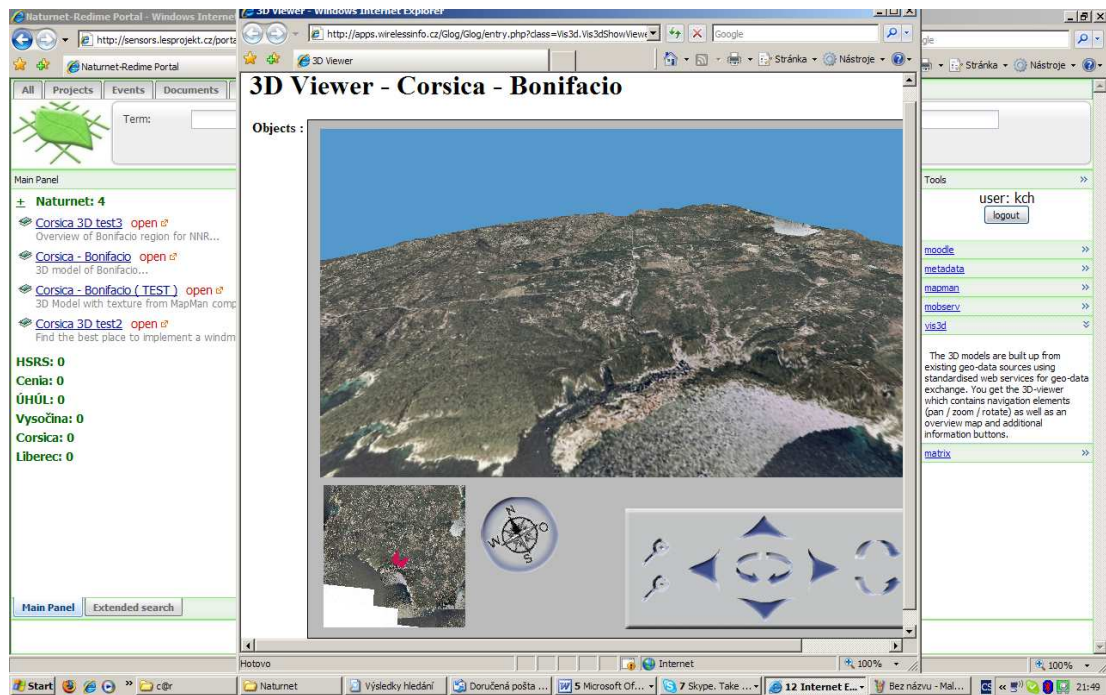 Naturnet-Redime Portal - Windows Interne
3D Viewer - Windows Internet Explorer
http://sensors.lesprojekt.cz/porta
http://apps.wirelessinfo.cz/Glog/Glog/entry.php?class=Vis3d.Vis3dShowViewe
Google
gle
Naturnet-Redime Portal
3D Viewer
Stránka
Nástroje
Stránka
Nástroje
All
Projects
Events
Documents
Term:
3D Viewer - Corsica - Bonifacio
Objects :
Main Panel
+ Naturnet: 4
Corsica 3D test3 open
Overview of Bonifacio region for NNR...
Corsica - Bonifacio open
3D model of Bonifacio...
Corsica - Bonifacio ( TEST ) open
3D Model with texture from MapMan comp
Corsica 3D test2 open
Find the best place to implement a windm
HSRS: 0
Cenia: 0
ÚHÚL: 0
Vysočina: 0
Corsica: 0
Liberec: 0
Main Panel
Extended search
N
W
O
S
Tools
user: kch
logout
moodle
metadata
mapman
mobserv
vis3d
The 3D models are built up from
existing geo-data sources using
standardised web services for geo-data
exchange. You get the 3D-viewer
which contains navigation elements
(pan / zoom / rotate) as well as an
overview map and additional
information buttons.
matrix
Hotovo
Internet
100%
100%
Start
c@r
Naturnet
Výsledky hledání
Doručená pošta ...
5 Microsoft Of...
7 Skype. Take ...
12 Internet E...
Bez názvu - Mal...
CS
21:49